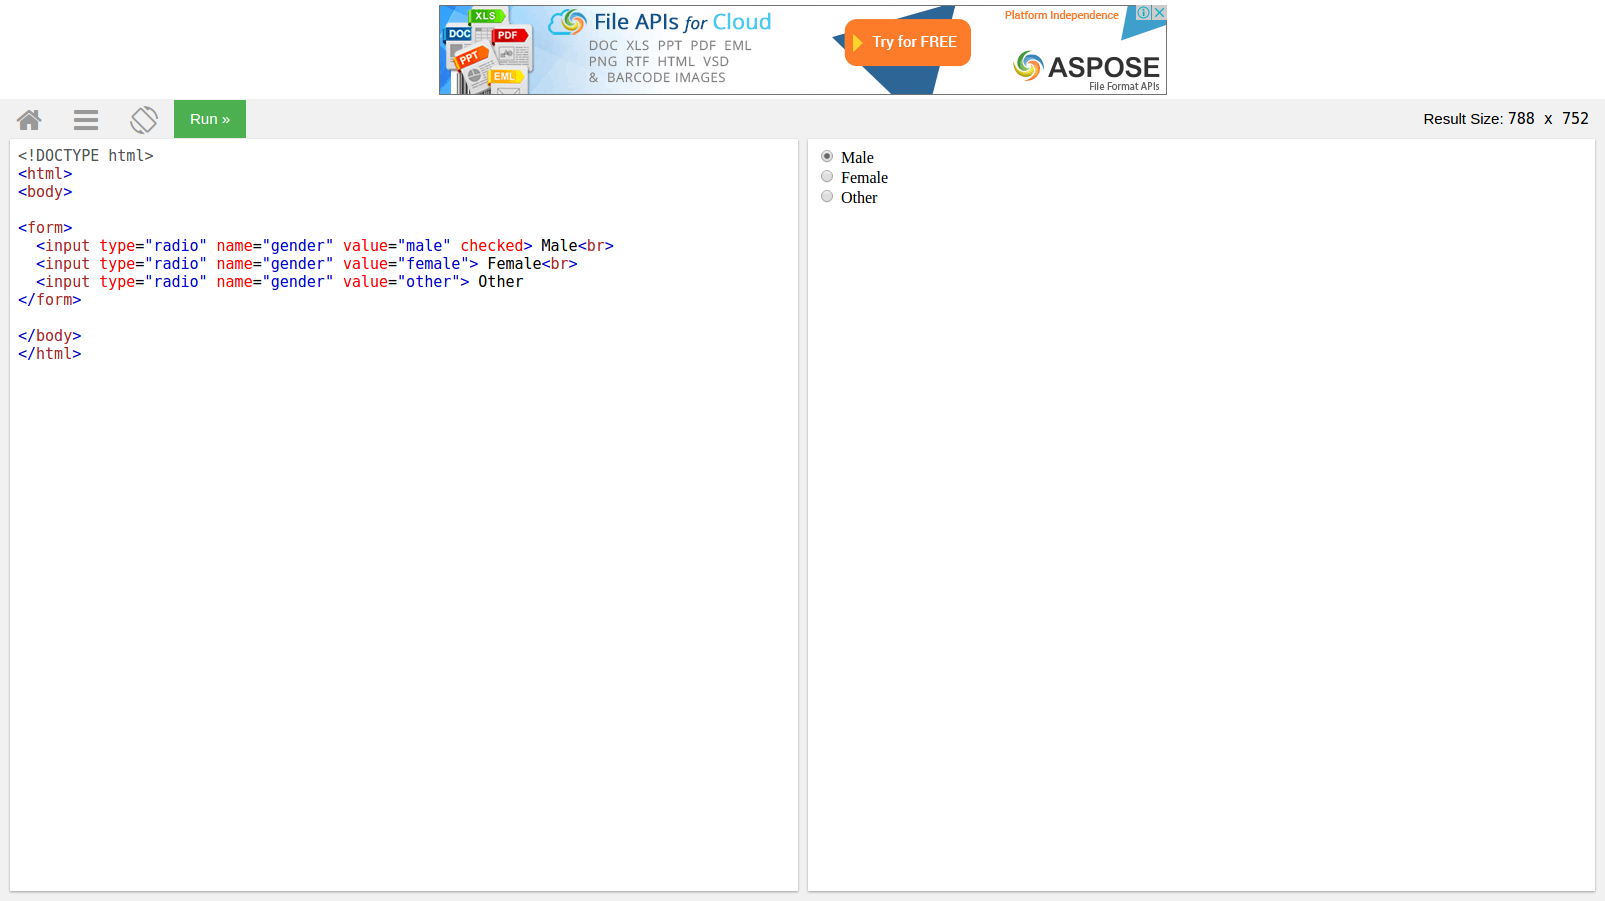 XLS
DOC
PDF
PPT
EML
File APIs for Cloud
DOC XLS PPT PDF EML
PNG RTF HTML VSD
& BARCODE IMAGES
Try for FREE
Platform Independence
ASPOSE
File Format APIs
Run »
Result Size: 788 x 752
<!DOCTYPE html>
<html>
<body>
<form>
<input type="radio" name="gender" value="male" checked> Male<br>
<input type="radio" name="gender" value="female"> Female<br>
<input type="radio" name="gender" value="other"> Other
</form>
</body>
</html>
Male
Female
Other